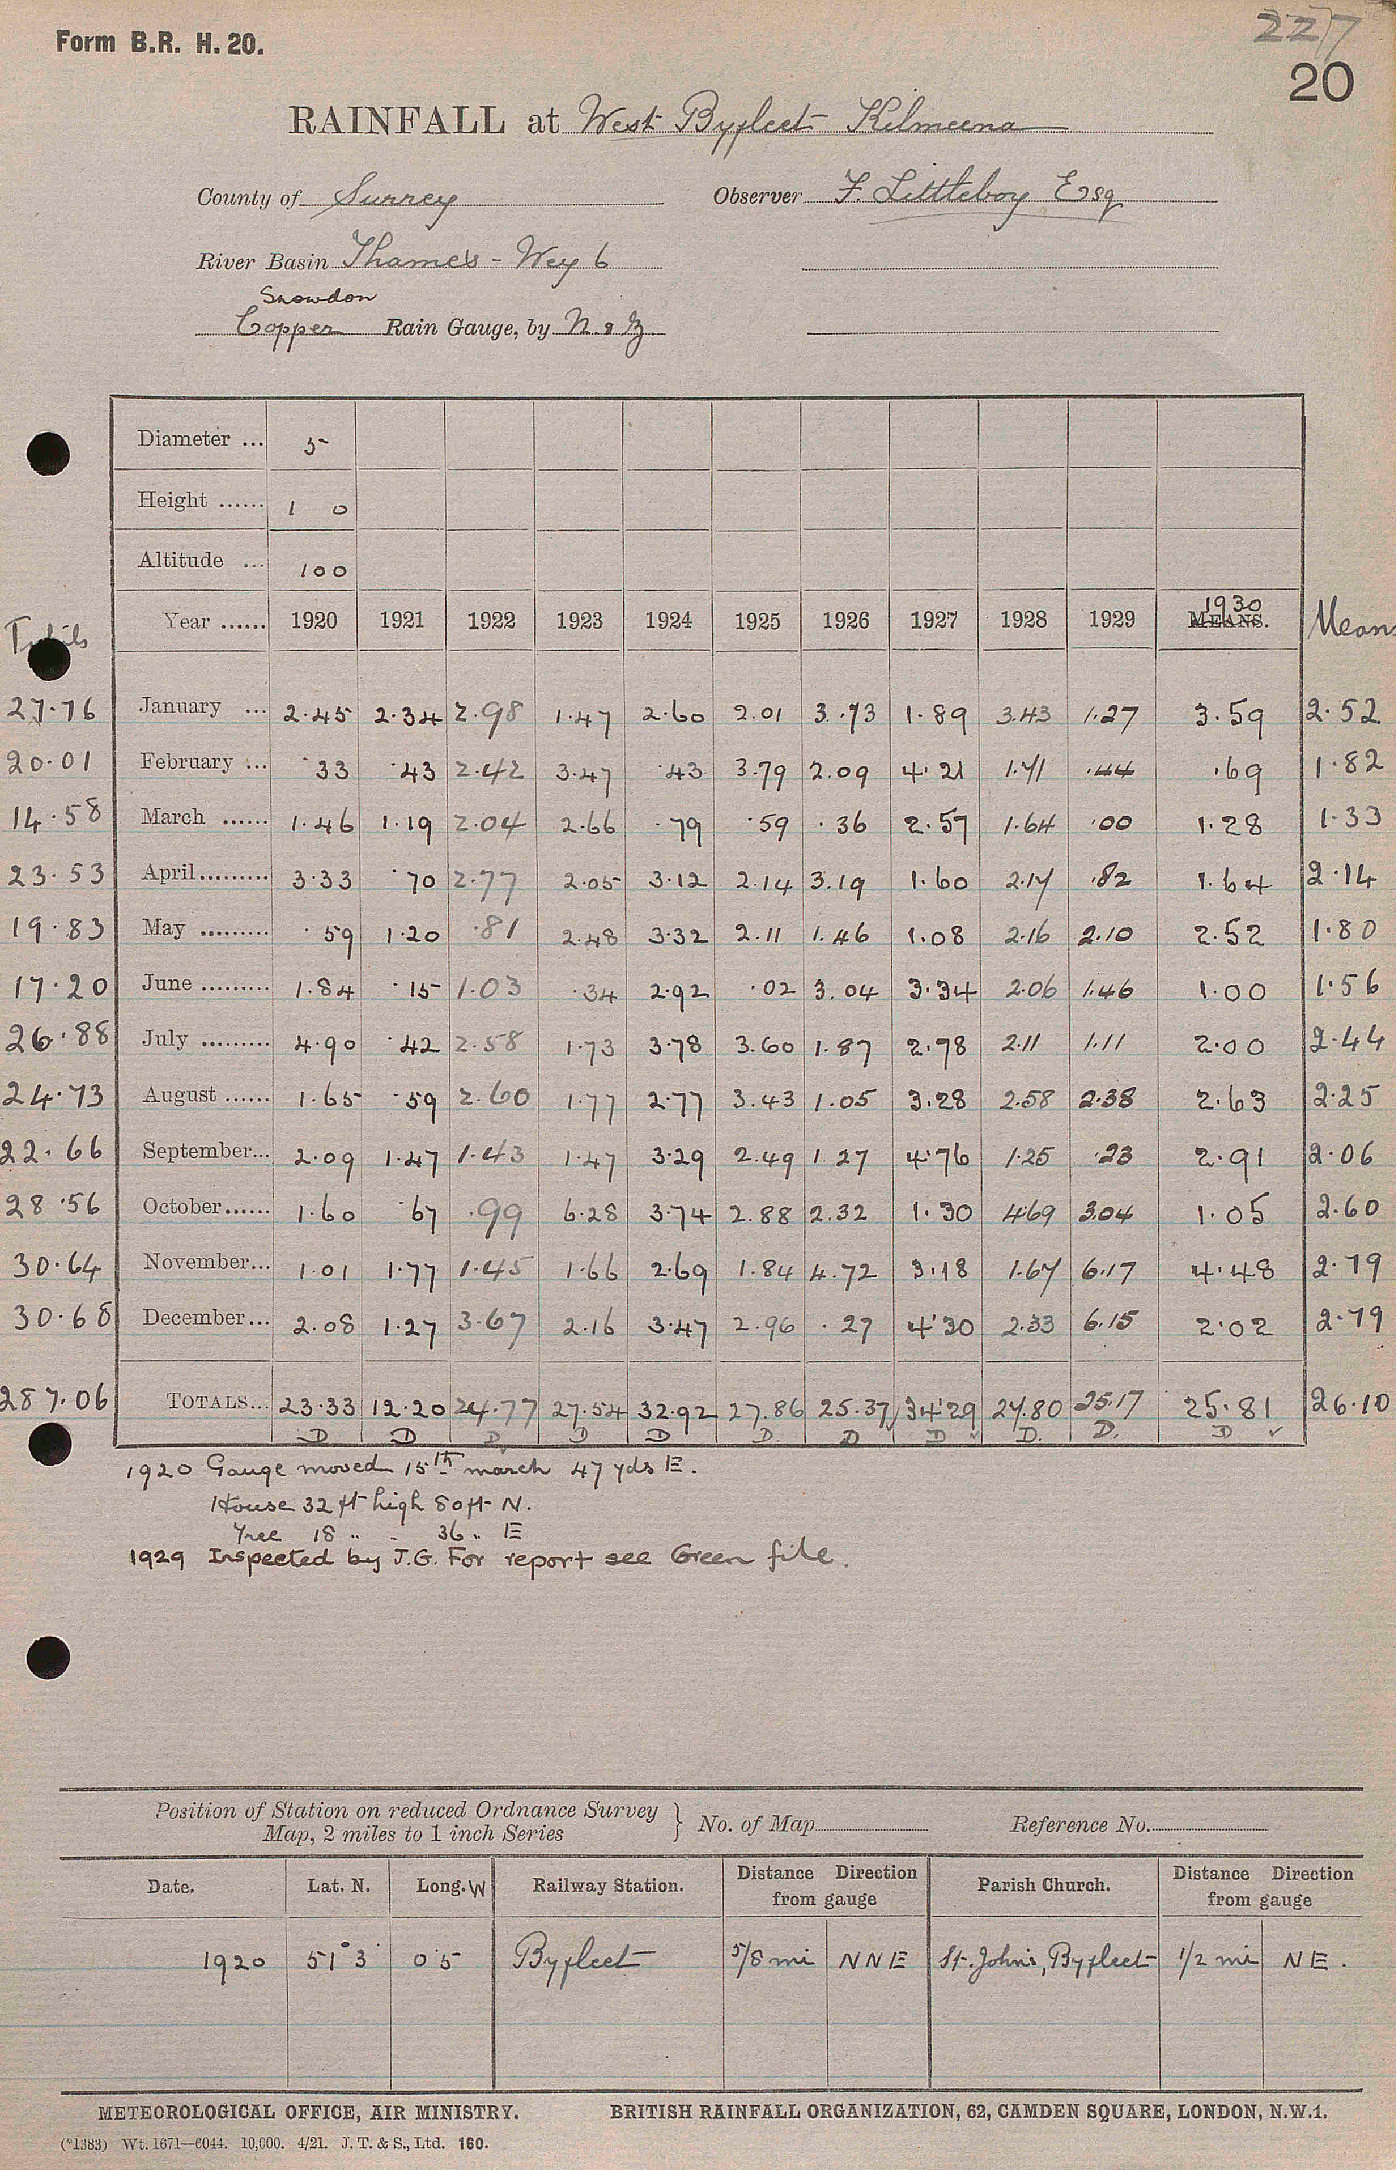 Form B.R. H. 20.
227
20
RAINFALL at West Byfleet Kilmeena
County of Surrey Observer F. Littleboy Esq
River Basin Thames - Wey 6
Snowdon
Copper Rain Gauge, by N & Z
Diameter ... 5
Height ...... 1 0
Altitude ... 100
1930
Totals Year ...... 1920 1921 1922 1923 1924 1925 1926 1927 1928 1929 MEANS. Means
27.76 January ... 2.45 2.34 2.98 1.47 2.60 2.01 3.73 1.89 3.43 1.27 3.59 2.52
20.01 February ... .33 .43 2.42 3.47 .43 3.79 2.09 4.21 1.71 .44 .69 1.82
14.58 March ...... 1.46 1.19 2.04 2.66 .79 .59 .36 2.57 1.64 .00 1.28 1.33
23.53 April......... 3.33 .70 2.77 2.05 3.12 2.14 3.19 1.60 2.17 .82 1.64 2.14
19.83 May ......... .59 1.20 .81 2.48 3.32 2.11 1.46 1.08 2.16 2.10 2.52 1.80
17.20 June ......... 1.84 .15 1.03 .34 2.92 .02 3.04 3.34 2.06 1.46 1.00 1.56
26.88 July ......... 4.90 .42 2.58 1.73 3.78 3.60 1.87 2.78 2.11 1.11 2.00 2.44
24.73 August ...... 1.65 .59 2.60 1.77 2.77 3.43 1.05 3.28 2.58 2.38 2.63 2.25
22.66 September... 2.09 1.47 1.43 1.47 3.29 2.49 1.27 4.76 1.25 .23 2.91 2.06
28.56 October...... 1.60 .67 .99 6.28 3.74 2.88 2.32 1.30 4.69 3.04 1.05 2.60
30.64 November... 1.01 1.77 1.45 1.66 2.69 1.84 4.72 3.18 1.67 6.17 4.48 2.79
30.68 December... 2.08 1.27 3.67 2.16 3.47 2.96 .27 4.30 2.33 6.15 2.02 2.79
287.06 TOTALS... 23.33 12.20 24.77 27.54 32.92 27.86 25.37 34.29 27.80 25.17 25.81 26.10
D D D D D D. D D ✓ D. D. D ✓
1920 Gauge moved 15th march 47 yds E.
House 32 ft high 80 ft N.
Tree 18 " - 36 " E
1929 Inspected by J.G. For report see Green file.
Position of Station on reduced Ordnance Survey
Map, 2 miles to 1 inch Series } No. of Map Reference No.
Date. Lat. N. Long. W Railway Station. Distance Direction from gauge Parish Church. Distance Direction from gauge
1920 51°3 0 5 Byfleet 5/8 mi NNE St. John's, Byfleet 1/2 mi NE.
METEOROLOGICAL OFFICE, AIR MINISTRY. BRITISH RAINFALL ORGANIZATION, 62, CAMDEN SQUARE, LONDON, N.W.1.
(*1383) Wt. 1671—6044. 10,000. 4/21. J. T. & S., Ltd. 160.